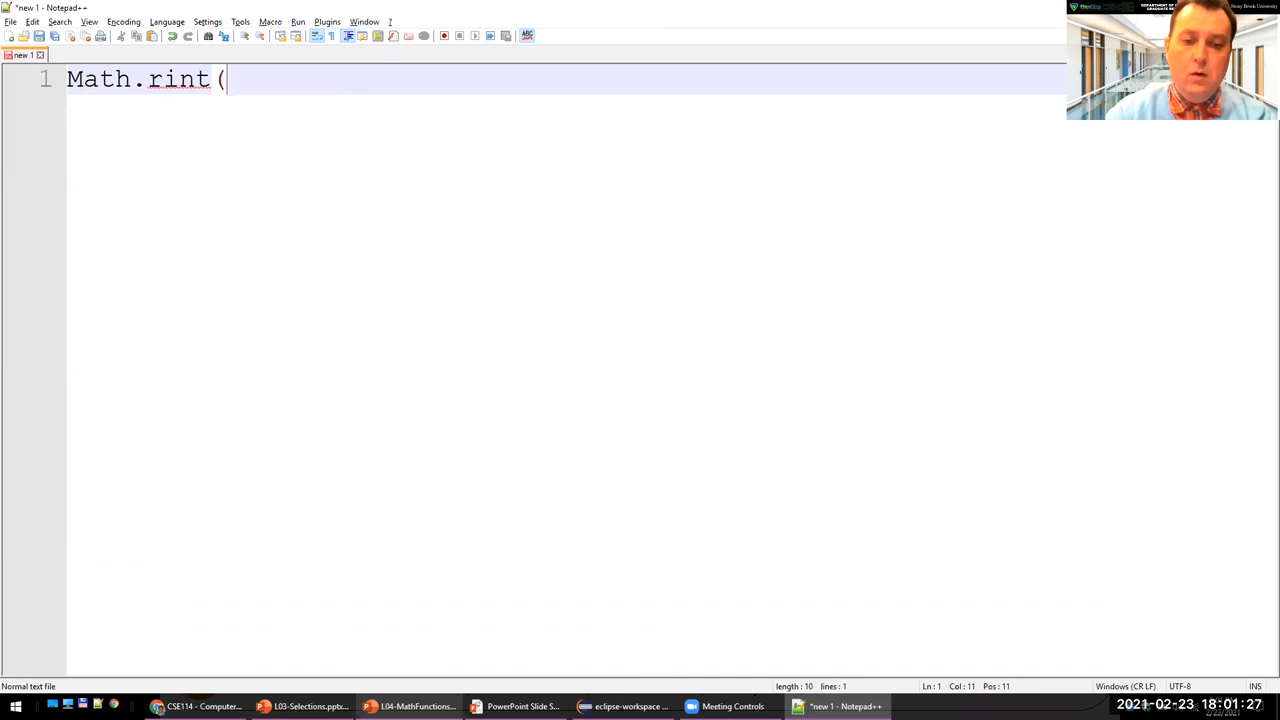 *new 1 - Notepad++
File Edit Search View Encoding Language Settings Tools Macro Run Plugins Window ?
new 1
1 Math.rint(
Stony Brook University
Normal text file length : 10 lines : 1 Ln : 1 Col : 11 Pos : 11 Windows (CR LF) UTF-8 INS
CSE114 - Computer... L03-Selections.pptx... L04-MathFunctions... PowerPoint Slide S... eclipse-workspace ... Meeting Controls *new 1 - Notepad++
2021-02-23 18:01:27